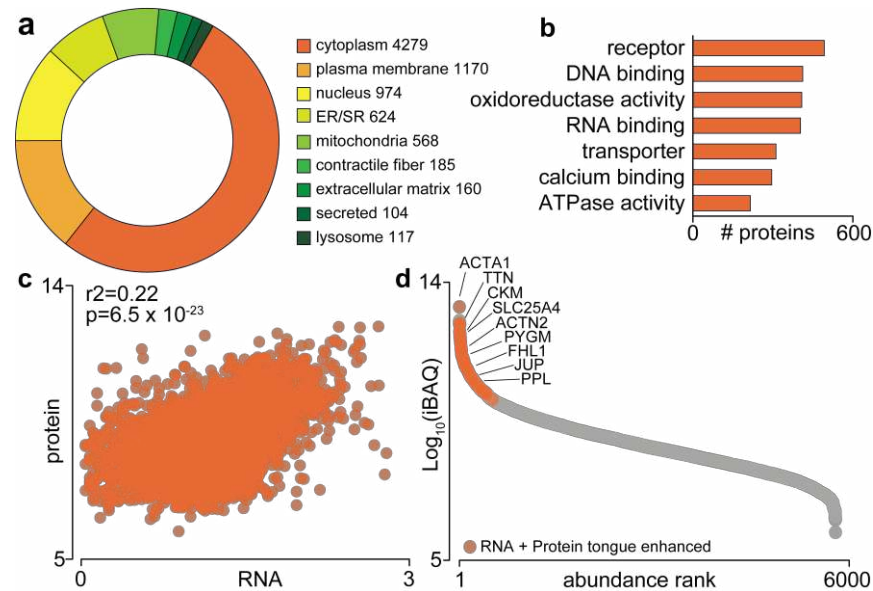 a
cytoplasm 4279
plasma membrane 1170
nucleus 974
ER/SR 624
mitochondria 568
contractile fiber 185
extracellular matrix 160
secreted 104
lysosome 117
b
receptor
DNA binding
oxidoreductase activity
RNA binding
transporter
calcium binding
ATPase activity
0 # proteins 600
c
14
r2=0.22
p=6.5 x 10⁻²³
protein
5
0 RNA 3
d
14
ACTA1
TTN
CKM
SLC25A4
ACTN2
PYGM
FHL1
JUP
PPL
Log₁₀(iBAQ)
RNA + Protein tongue enhanced
5
1 abundance rank 6000